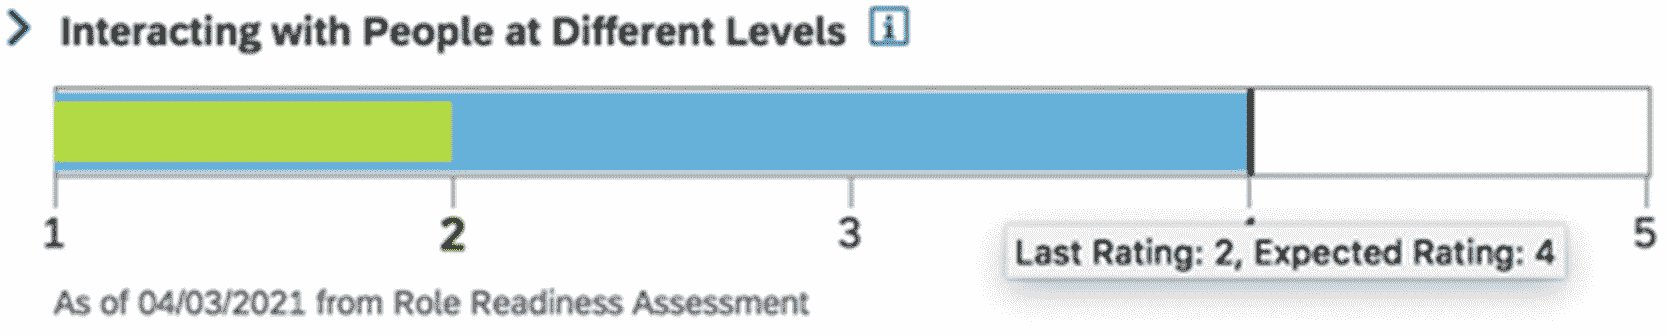 Interacting with People at Different Levels
1 2 3 5
Last Rating: 2, Expected Rating: 4
As of 04/03/2021 from Role Readiness Assessment